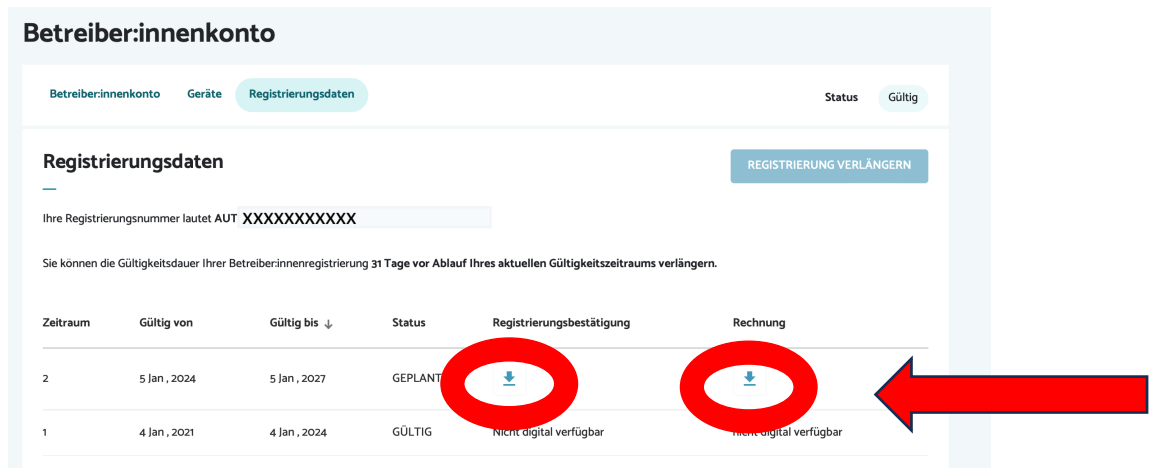 Betreiber:innenkonto
Betreiber:innenkonto Geräte Registrierungsdaten Status Gültig
Registrierungsdaten REGISTRIERUNG VERLÄNGERN
Ihre Registrierungsnummer lautet AUT XXXXXXXXXXX
Sie können die Gültigkeitsdauer Ihrer Betreiber:innenregistrierung 31 Tage vor Ablauf Ihres aktuellen Gültigkeitszeitraums verlängern.
Zeitraum Gültig von Gültig bis ↓ Status Registrierungsbestätigung Rechnung
2 5 Jan , 2024 5 Jan , 2027 GEPLANT
1 4 Jan , 2021 4 Jan , 2024 GÜLTIG Nicht digital verfügbar nicht digital verfügbar